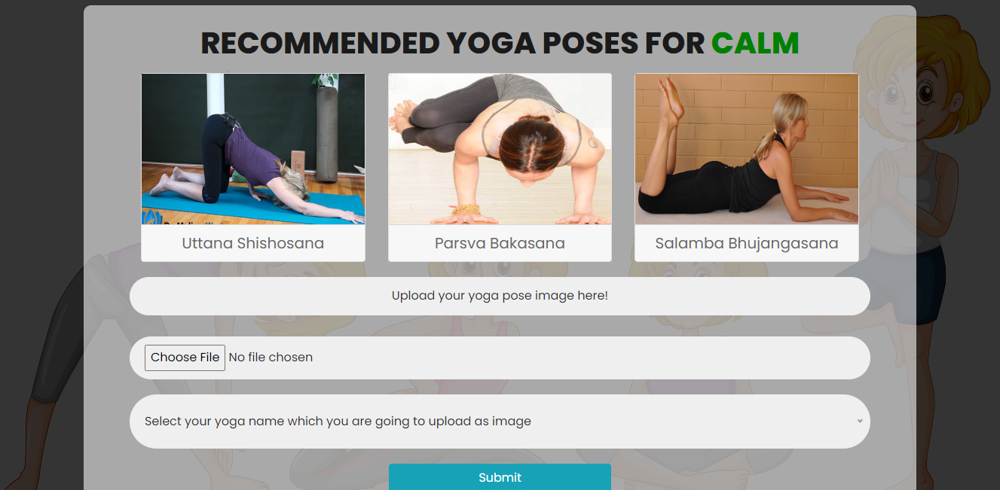 RECOMMENDED YOGA POSES FOR CALM
Uttana Shishosana
Parsva Bakasana
Salamba Bhujangasana
Upload your yoga pose image here!
Choose File No file chosen
Select your yoga name which you are going to upload as image
Submit